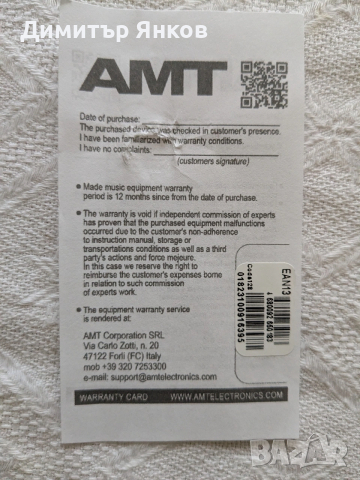 Димитър Янков
AMT
Date of purchase:
The purchased device was checked in customer's presence.
I have been familiarized with warranty conditions.
I have no complaints:
(customers signature)
● Made music equipment warranty
period is 12 months since from the date of purchase.
● The warranty is void if independent commission of experts
has proven that the purchased equipment malfunctions
occurred due to the customer's non-adherence
to instruction manual, storage or
transportations conditions as well as a third
party's actions and force mejoure.
In this case we reserve the right to
reimburse the customer's expenses borne
in relation to such commission
of experts work.
● The equipment warranty service
is rendered at:
AMT Corporation SRL
Via Carlo Zotti, n. 20
47122 Forlì (FC) Italy
mob +39 320 7253300
e-mail: support@amtelectronics.com
WARRANTY CARD WWW.AMTELECTRONICS.COM
EAN13
Code128
01823100916395
BAZAR